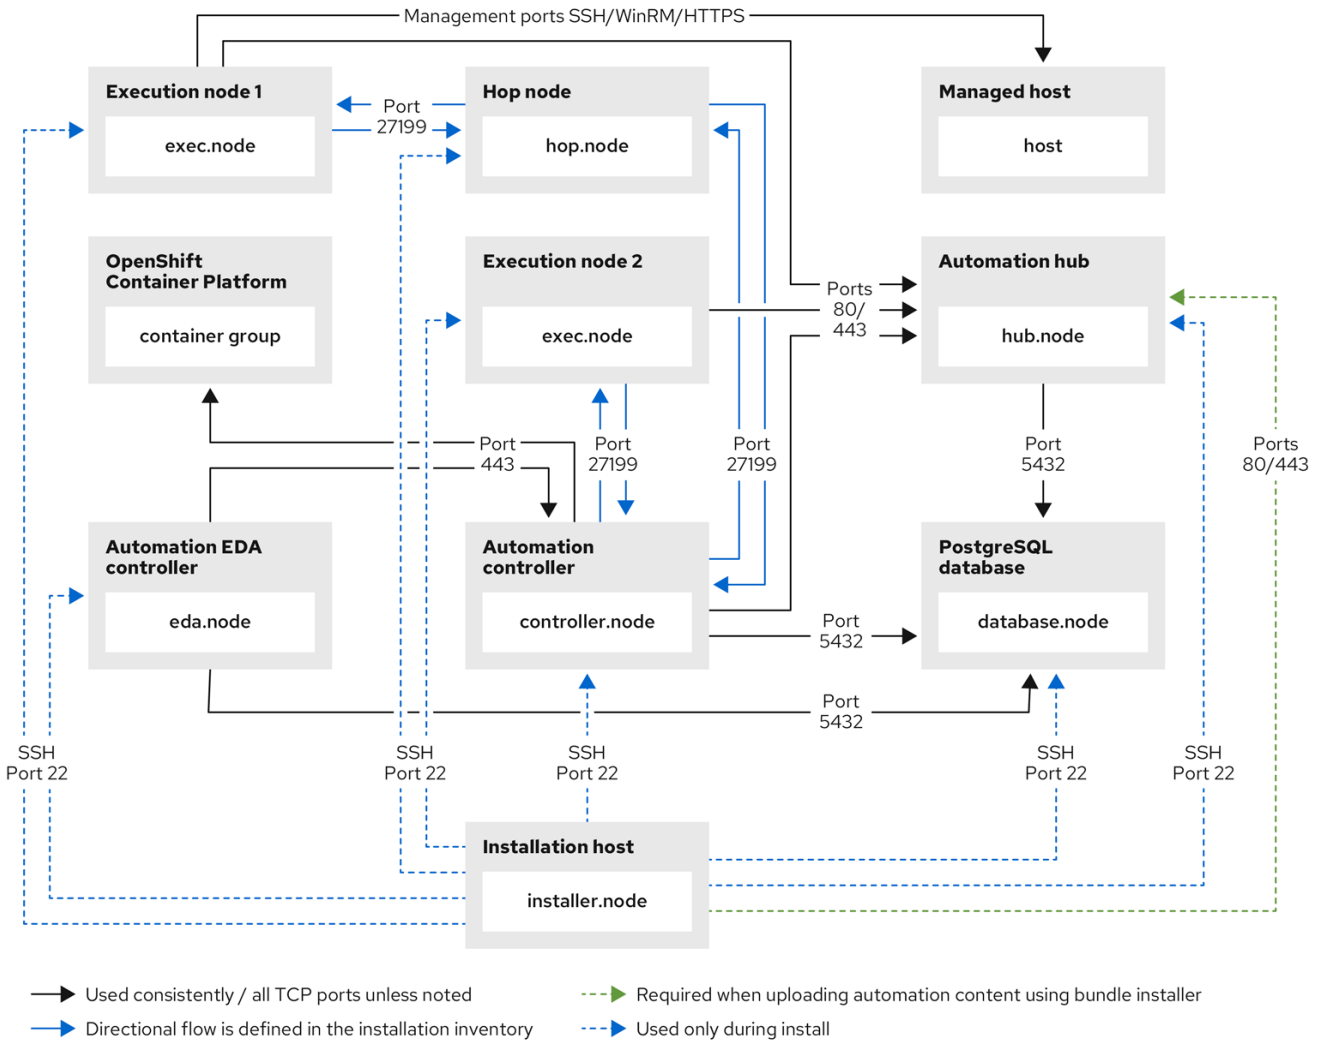 Management ports SSH/WinRM/HTTPS
Execution node 1
exec.node
Port
27199
Hop node
hop.node
Managed host
host
OpenShift
Container Platform
container group
Execution node 2
exec.node
Ports
80/
443
Automation hub
hub.node
Port
443
Port
27199
Port
27199
Port
5432
Ports
80/443
Automation EDA
controller
eda.node
Automation
controller
controller.node
Port
5432
PostgreSQL
database
database.node
Port
5432
SSH
Port 22
SSH
Port 22
SSH
Port 22
SSH
Port 22
SSH
Port 22
Installation host
installer.node
Used consistently / all TCP ports unless noted
Required when uploading automation content using bundle installer
Directional flow is defined in the installation inventory
Used only during install